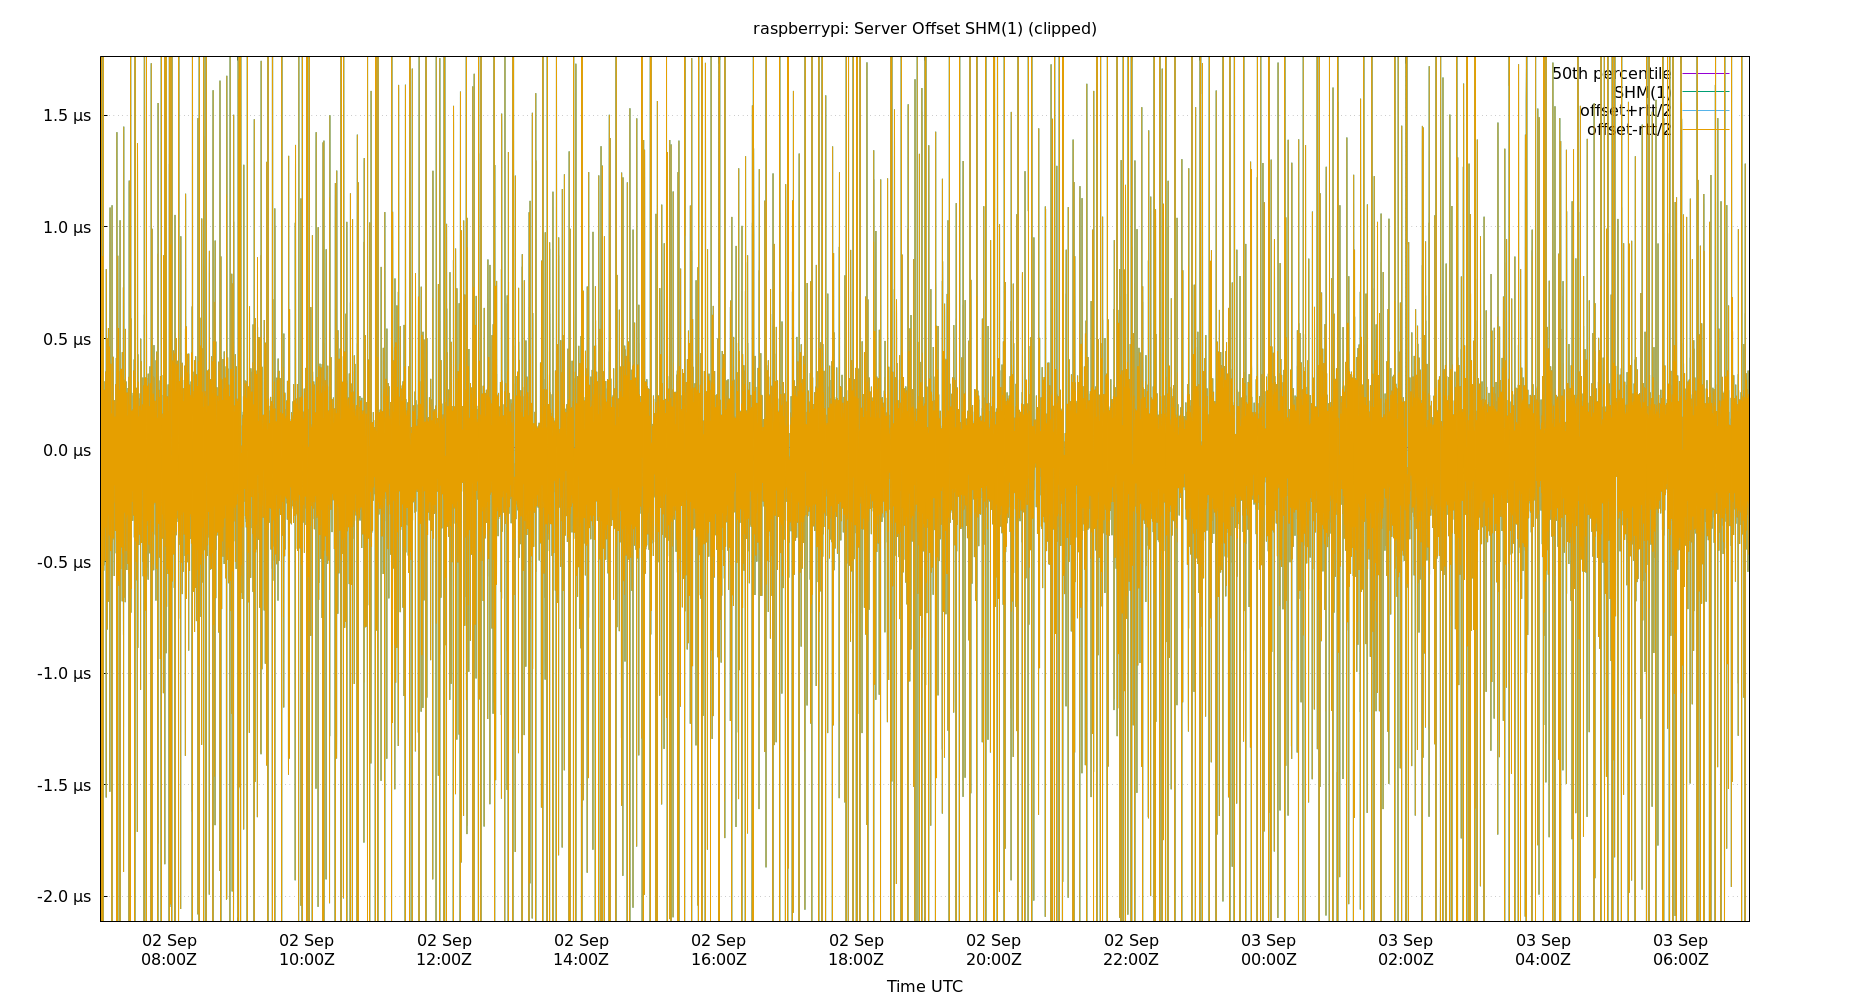 raspberrypi: Server Offset SHM(1) (clipped)
50th percentile
SHM(1)
offset+rtt/2
offset-rtt/2
1.5 µs
1.0 µs
0.5 µs
0.0 µs
-0.5 µs
-1.0 µs
-1.5 µs
-2.0 µs
02 Sep 02 Sep 02 Sep 02 Sep 02 Sep 02 Sep 02 Sep 02 Sep 03 Sep 03 Sep 03 Sep 03 Sep
08:00Z 10:00Z 12:00Z 14:00Z 16:00Z 18:00Z 20:00Z 22:00Z 00:00Z 02:00Z 04:00Z 06:00Z
Time UTC